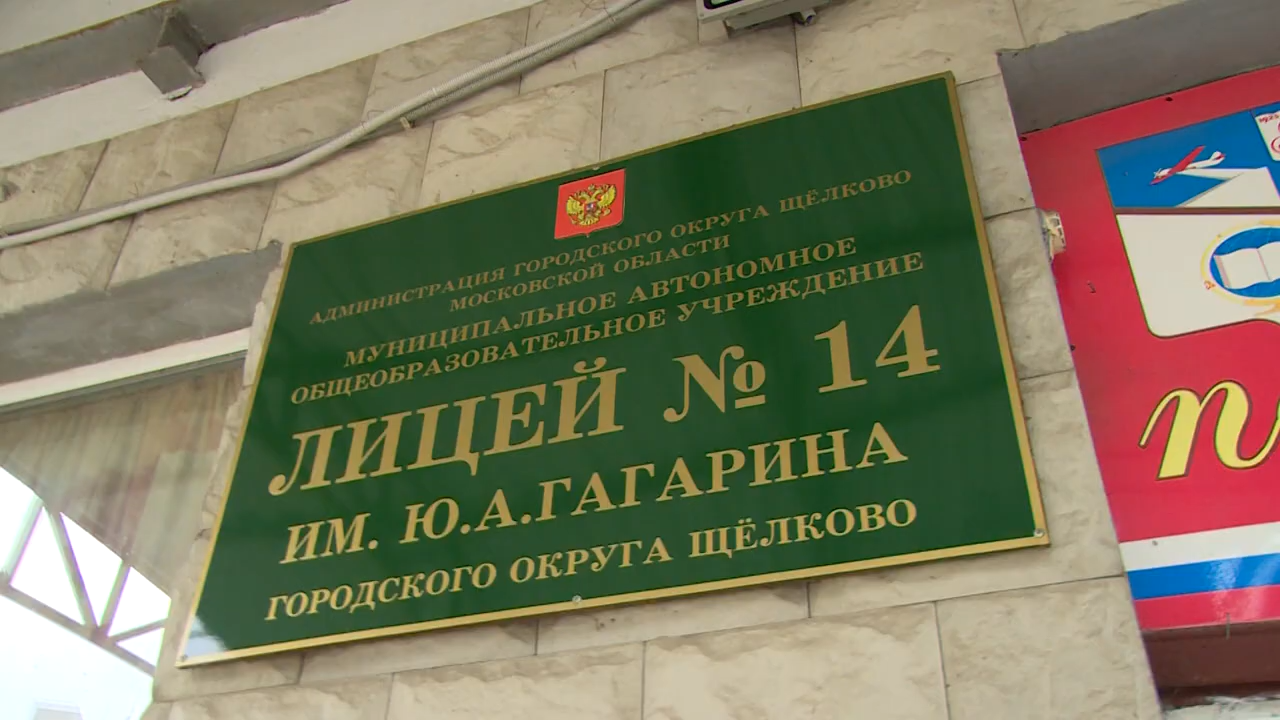 АДМИНИСТРАЦИЯ ГОРОДСКОГО ОКРУГА ЩЁЛКОВО
МОСКОВСКОЙ ОБЛАСТИ
МУНИЦИПАЛЬНОЕ АВТОНОМНОЕ
ОБЩЕОБРАЗОВАТЕЛЬНОЕ УЧРЕЖДЕНИЕ
ЛИЦЕЙ № 14
ИМ. Ю.А.ГАГАРИНА
ГОРОДСКОГО ОКРУГА ЩЁЛКОВО